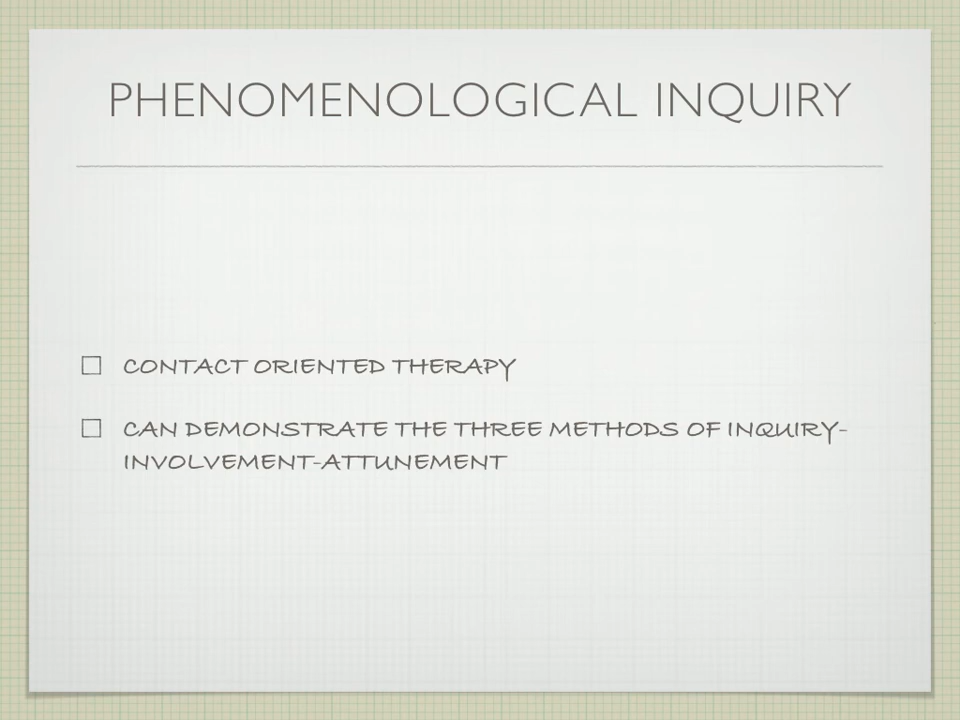 PHENOMENOLOGICAL INQUIRY
CONTACT ORIENTED THERAPY
CAN DEMONSTRATE THE THREE METHODS OF INQUIRY-
INVOLVEMENT-ATTUNEMENT